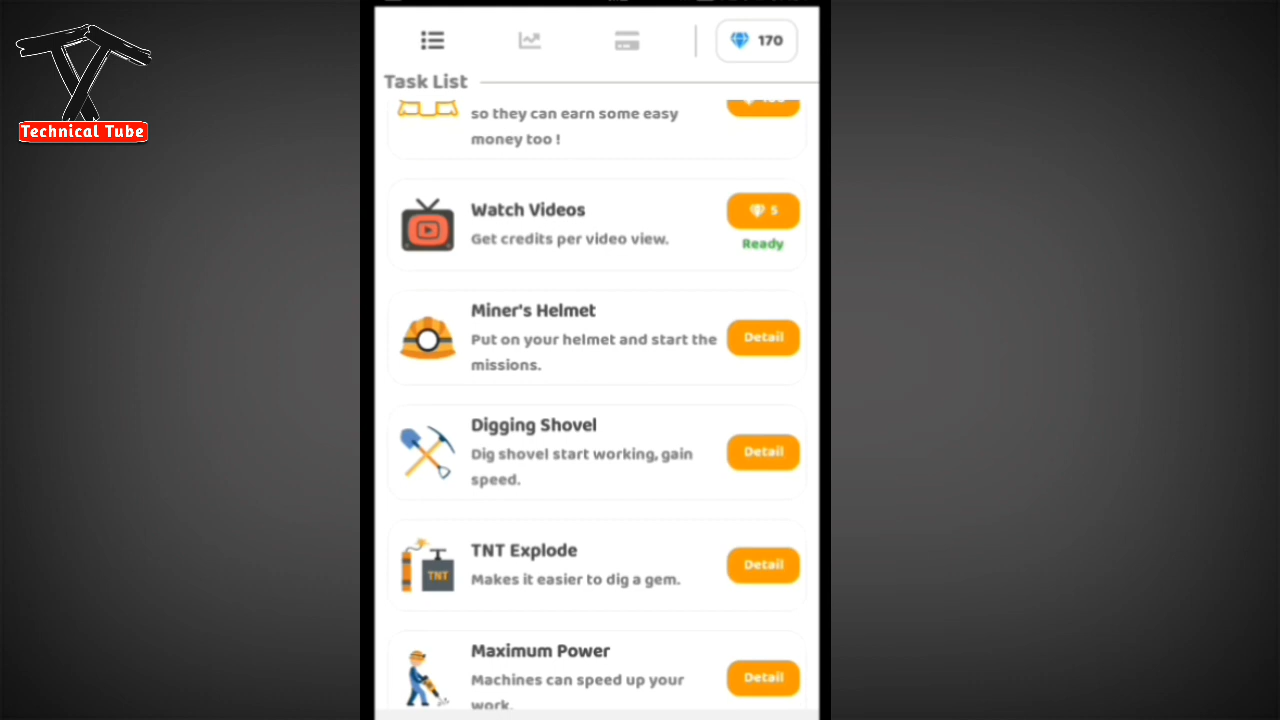 Technical Tube
170
Task List
so they can earn some easy
money too !
Watch Videos
5
Get credits per video view.
Ready
Miner's Helmet
Put on your helmet and start the
missions.
Detail
Digging Shovel
Dig shovel start working, gain
speed.
Detail
TNT Explode
TNT
Makes it easier to dig a gem.
Detail
Maximum Power
Machines can speed up your
work.
Detail